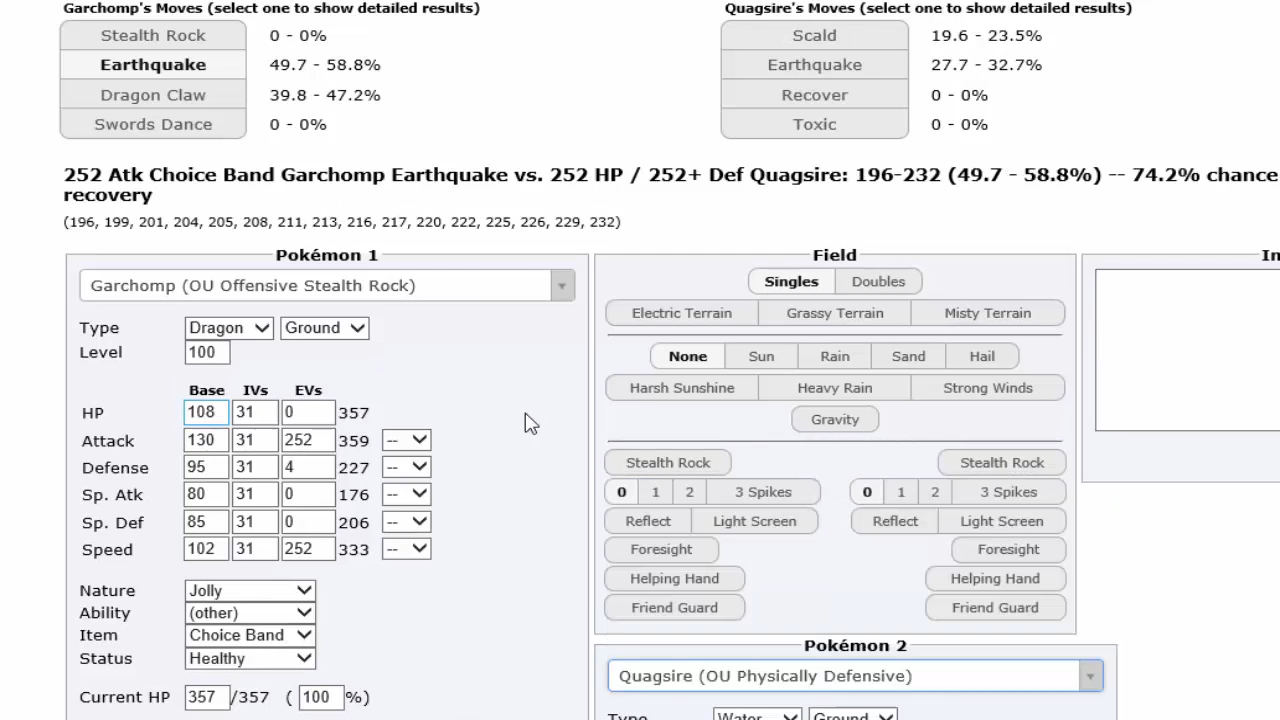 Garchomp's Moves (select one to show detailed results)
Quagsire's Moves (select one to show detailed results)
Stealth Rock 0 - 0%
Earthquake 49.7 - 58.8%
Dragon Claw 39.8 - 47.2%
Swords Dance 0 - 0%
Scald 19.6 - 23.5%
Earthquake 27.7 - 32.7%
Recover 0 - 0%
Toxic 0 - 0%
252 Atk Choice Band Garchomp Earthquake vs. 252 HP / 252+ Def Quagsire: 196-232 (49.7 - 58.8%) -- 74.2% chance
recovery
(196, 199, 201, 204, 205, 208, 211, 213, 216, 217, 220, 222, 225, 226, 229, 232)
Pokémon 1
Garchomp (OU Offensive Stealth Rock)
Type Dragon Ground
Level 100
Base IVs EVs
HP 108 31 0 357
Attack 130 31 252 359 --
Defense 95 31 4 227 --
Sp. Atk 80 31 0 176 --
Sp. Def 85 31 0 206 --
Speed 102 31 252 333 --
Nature Jolly
Ability (other)
Item Choice Band
Status Healthy
Current HP 357/357 (100%)
Field
Singles Doubles
Electric Terrain Grassy Terrain Misty Terrain
None Sun Rain Sand Hail
Harsh Sunshine Heavy Rain Strong Winds
Gravity
Stealth Rock Stealth Rock
0 1 2 3 Spikes 0 1 2 3 Spikes
Reflect Light Screen Reflect Light Screen
Foresight Foresight
Helping Hand Helping Hand
Friend Guard Friend Guard
Pokémon 2
Quagsire (OU Physically Defensive)
Type Water Ground